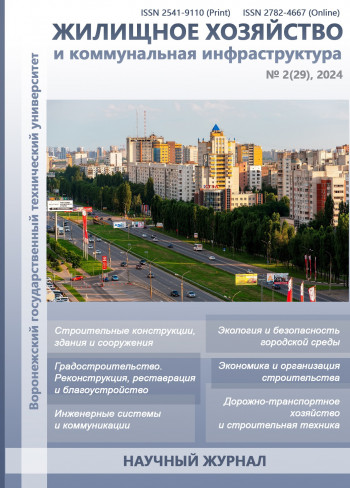 ISSN 2541-9110 (Print) ISSN 2782-4667 (Online)
ЖИЛИЩНОЕ ХОЗЯЙСТВО
и коммунальная инфраструктура
№ 2(29), 2024
Воронежский государственный технический университет
Строительные конструкции,
здания и сооружения
Градостроительство.
Реконструкция, реставрация
и благоустройство
Инженерные системы
и коммуникации
Экология и безопасность
городской среды
Экономика и организация
строительства
Дорожно-транспортное
хозяйство
и строительная техника
НАУЧНЫЙ ЖУРНАЛ